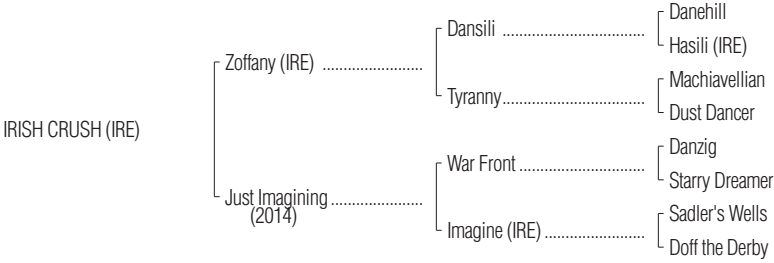 IRISH CRUSH (IRE)
Zoffany (IRE) ........................
Just Imagining ......................
(2014)
Dansili ......................................
Tyranny......................................
War Front .................................
Imagine (IRE) ..........................
Danehill
Hasili (IRE)
Machiavellian
Dust Dancer
Danzig
Starry Dreamer
Sadler's Wells
Doff the Derby